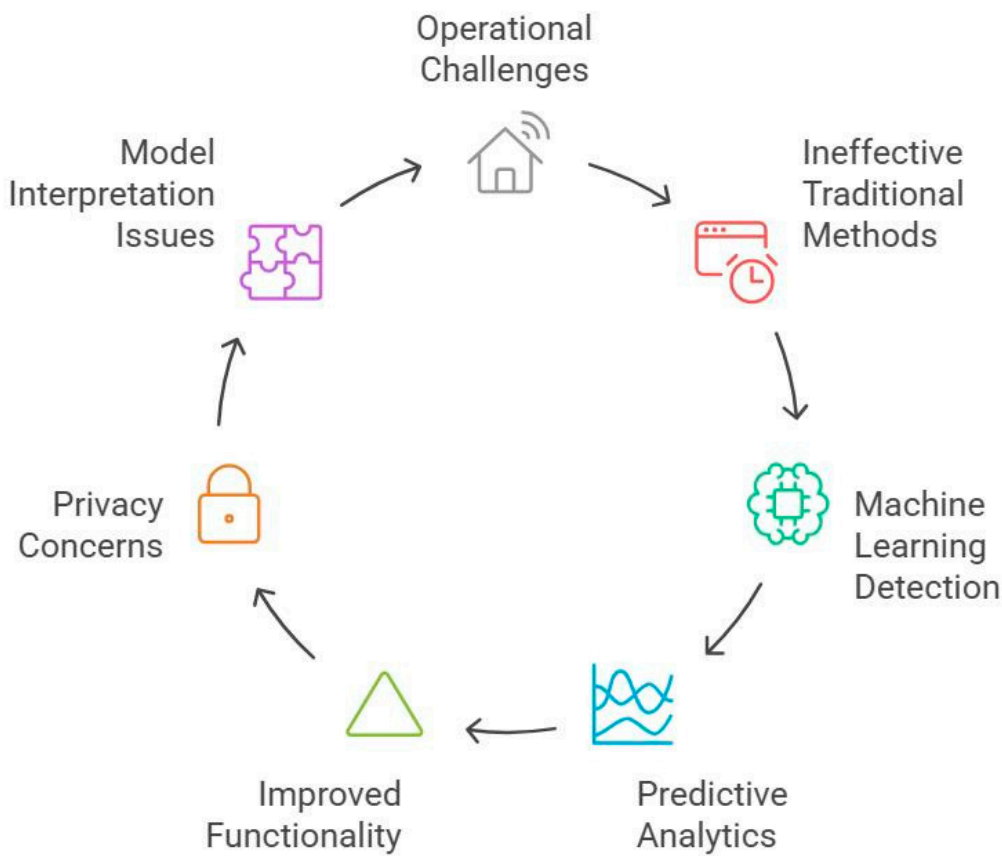 Operational
Challenges
Ineffective
Traditional
Methods
Machine
Learning
Detection
Predictive
Analytics
Improved
Functionality
Privacy
Concerns
Model
Interpretation
Issues